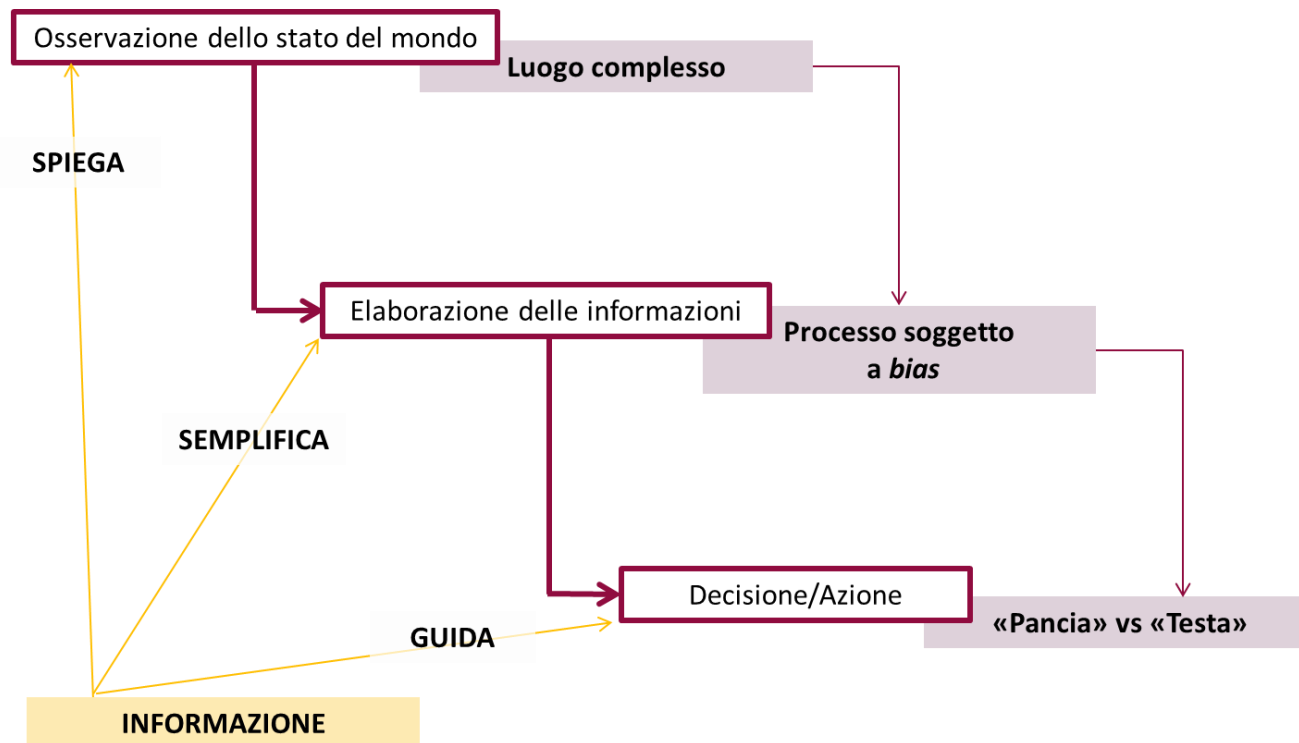 Osservazione dello stato del mondo
Luogo complesso
SPIEGA
Elaborazione delle informazioni
Processo soggetto
a bias
SEMPLIFICA
Decisione/Azione
«Pancia» vs «Testa»
GUIDA
INFORMAZIONE